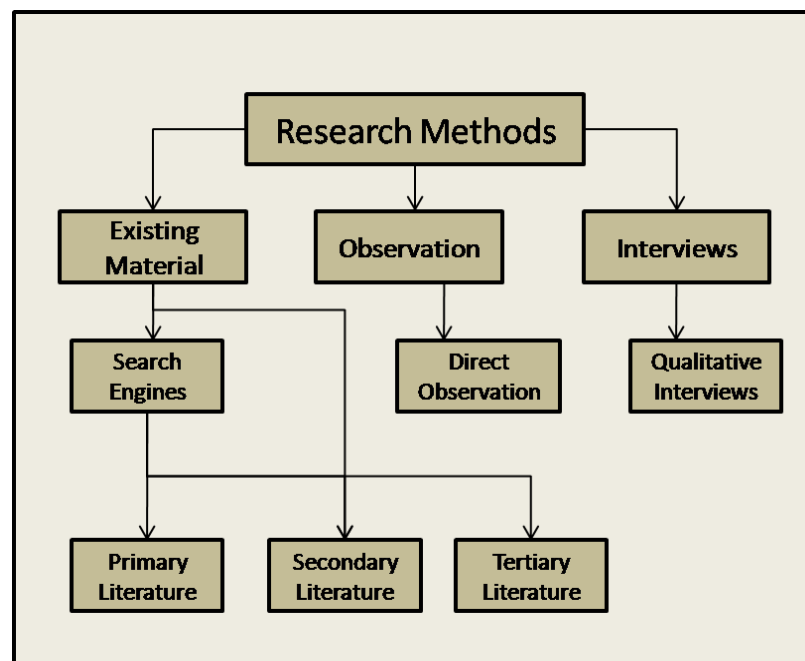 Research Methods
Existing
Material
Observation
Interviews
Search
Engines
Direct
Observation
Qualitative
Interviews
Primary
Literature
Secondary
Literature
Tertiary
Literature